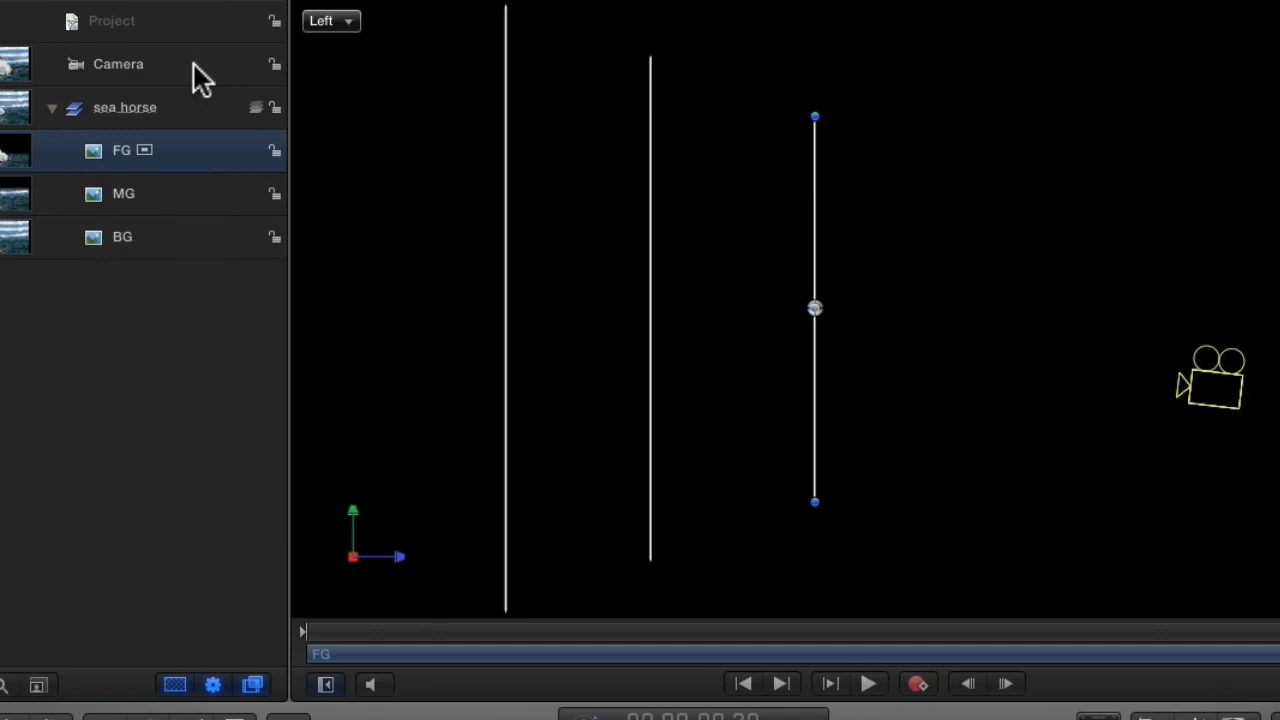 Project
Left
Camera
sea horse
FG
MG
BG
FG